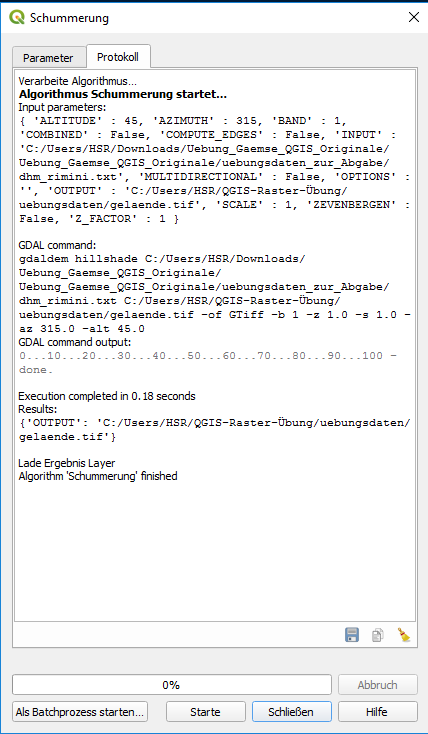 Schummerung
Parameter
Protokoll
Verarbeite Algorithmus...
Algorithmus Schummerung startet...
Input parameters:
{ 'ALTITUDE' : 45, 'AZIMUTH' : 315, 'BAND' : 1,
'COMBINED' : False, 'COMPUTE_EDGES' : False, 'INPUT' :
'C:/Users/HSR/Downloads/Uebung_Gaemse_QGIS_Originale/
Uebung_Gaemse_QGIS_Originale/uebungsdaten_zur_Abgabe/
dhm_rimini.txt', 'MULTIDIRECTIONAL' : False, 'OPTIONS' :
'', 'OUTPUT' : 'C:/Users/HSR/QGIS-Raster-Übung/
uebungsdaten/gelaende.tif', 'SCALE' : 1, 'ZEVENBERGEN' :
False, 'Z_FACTOR' : 1 }
GDAL command:
gdaldem hillshade C:/Users/HSR/Downloads/
Uebung_Gaemse_QGIS_Originale/
Uebung_Gaemse_QGIS_Originale/uebungsdaten_zur_Abgabe/
dhm_rimini.txt C:/Users/HSR/QGIS-Raster-Übung/
uebungsdaten/gelaende.tif -of GTiff -b 1 -z 1.0 -s 1.0 -
az 315.0 -alt 45.0
GDAL command output:
0...10...20...30...40...50...60...70...80...90...100 -
done.
Execution completed in 0.18 seconds
Results:
{'OUTPUT': 'C:/Users/HSR/QGIS-Raster-Übung/uebungsdaten/
gelaende.tif'}
Lade Ergebnis Layer
Algorithm 'Schummerung' finished
0%
Abbruch
Als Batchprozess starten...
Starte
Schließen
Hilfe